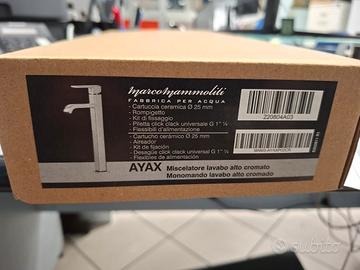 marcomammoliti
FABBRICA PER ACQUA
- Cartuccia ceramica Ø 25 mm
- Rompigetto
- Kit di fissaggio
- Piletta click clack universale G 1" ¼
- Flessibili d'alimentazione
- Cartucho cerámico Ø 25 mm
- Aireador
- Kit de fijación
- Desagüe click clack universal G 1" ¼
- Flexibles de alimentación
Z20804A03
AYAX Miscelatore lavabo alto cromato
Monomando lavabo alto cromado
subito